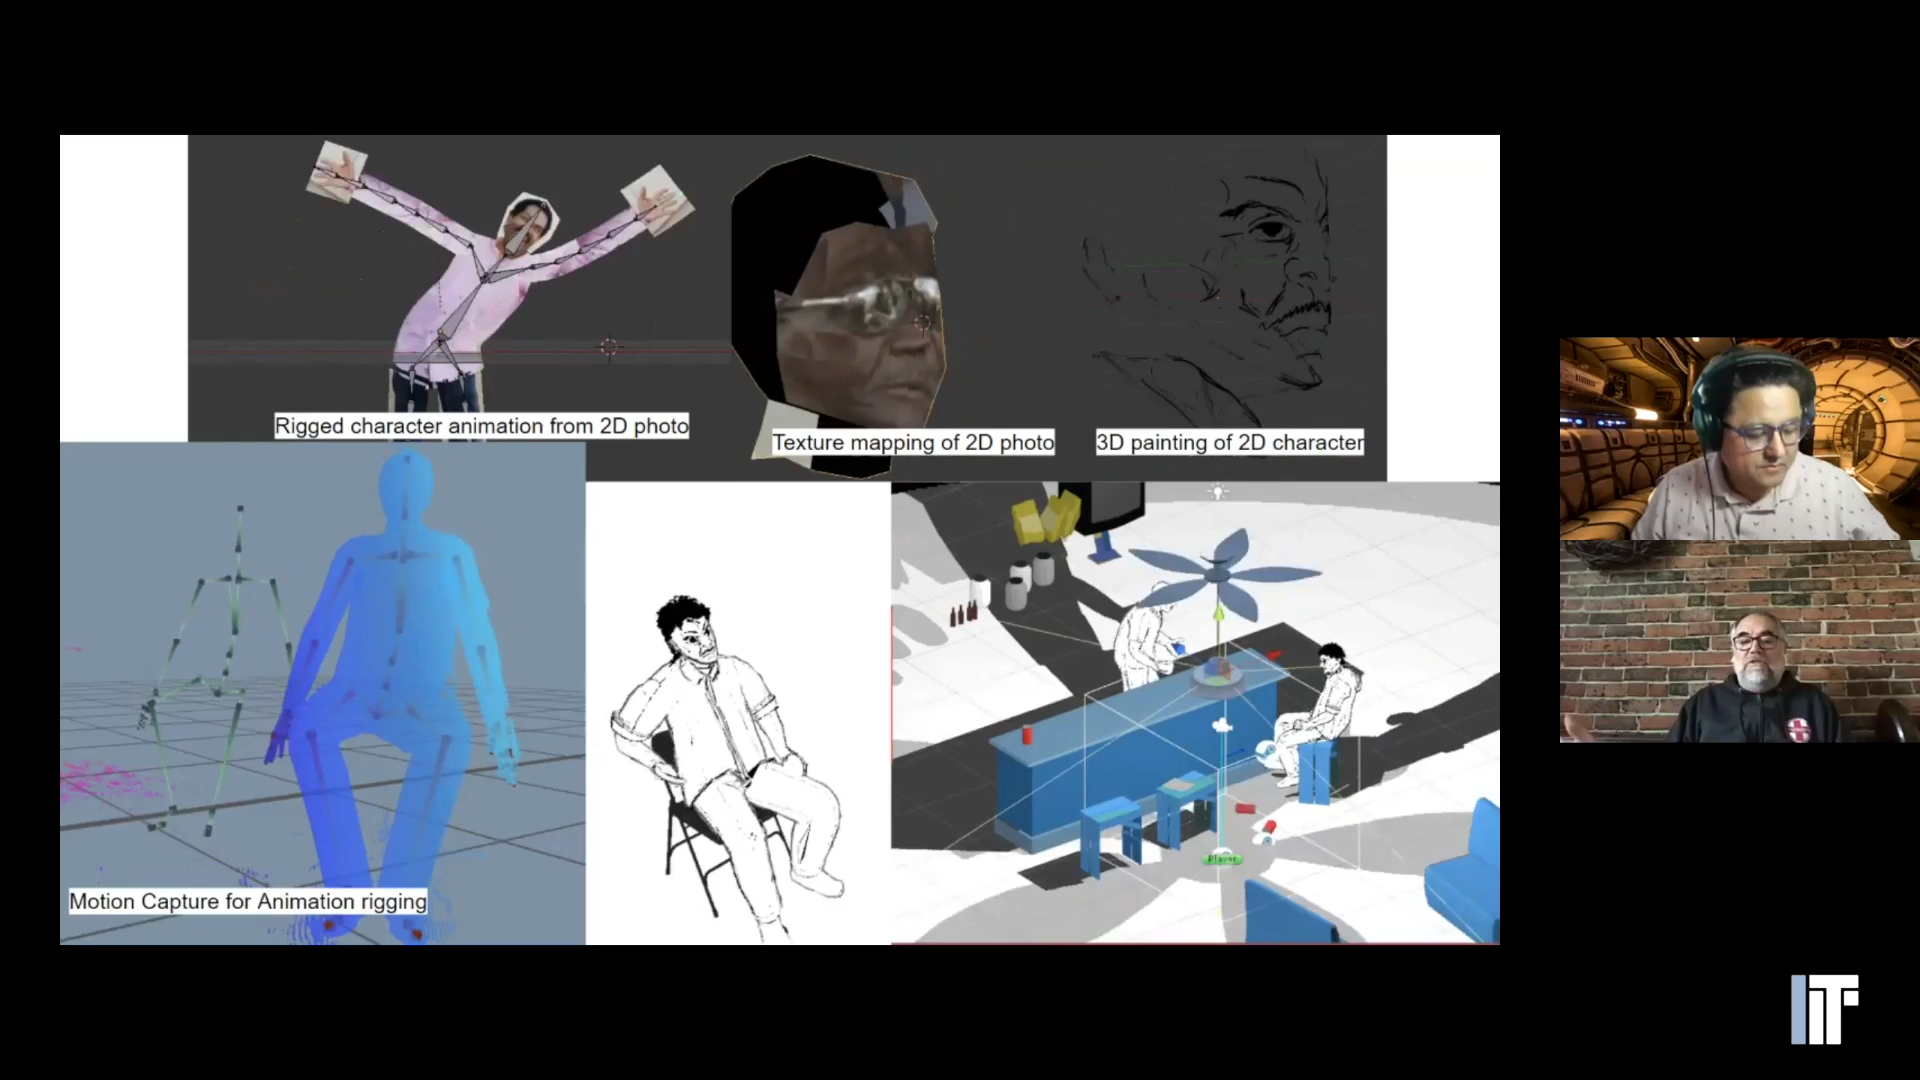 Rigged character animation from 2D photo
Texture mapping of 2D photo
3D painting of 2D character
Motion Capture for Animation rigging
Player